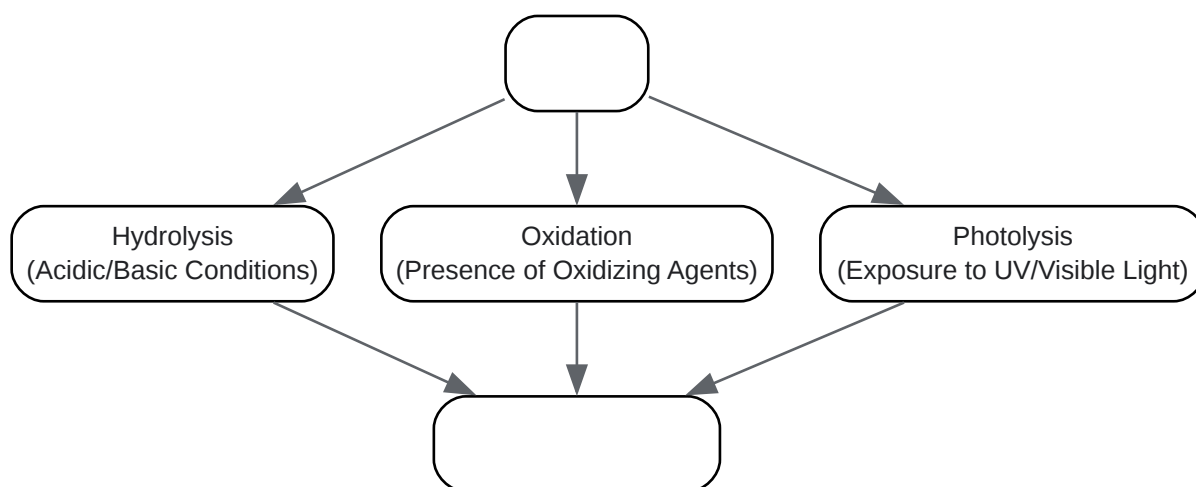 Hydrolysis
(Acidic/Basic Conditions)
Oxidation
(Presence of Oxidizing Agents)
Photolysis
(Exposure to UV/Visible Light)